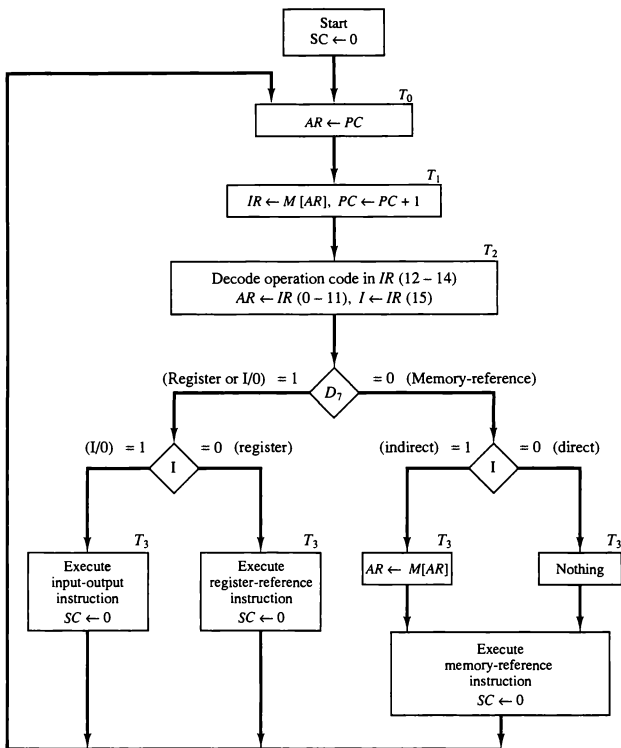 Start
SC ← 0
T0
AR ← PC
T1
IR ← M [AR], PC ← PC + 1
T2
Decode operation code in IR (12 – 14)
AR ← IR (0 – 11), I ← IR (15)
(Register or I/0) = 1
D7
= 0 (Memory-reference)
(I/0) = 1
I
= 0 (register)
(indirect) = 1
I
= 0 (direct)
T3
T3
T3
T3
Execute
input-output
instruction
SC ← 0
Execute
register-reference
instruction
SC ← 0
AR ← M[AR]
Nothing
Execute
memory-reference
instruction
SC ← 0